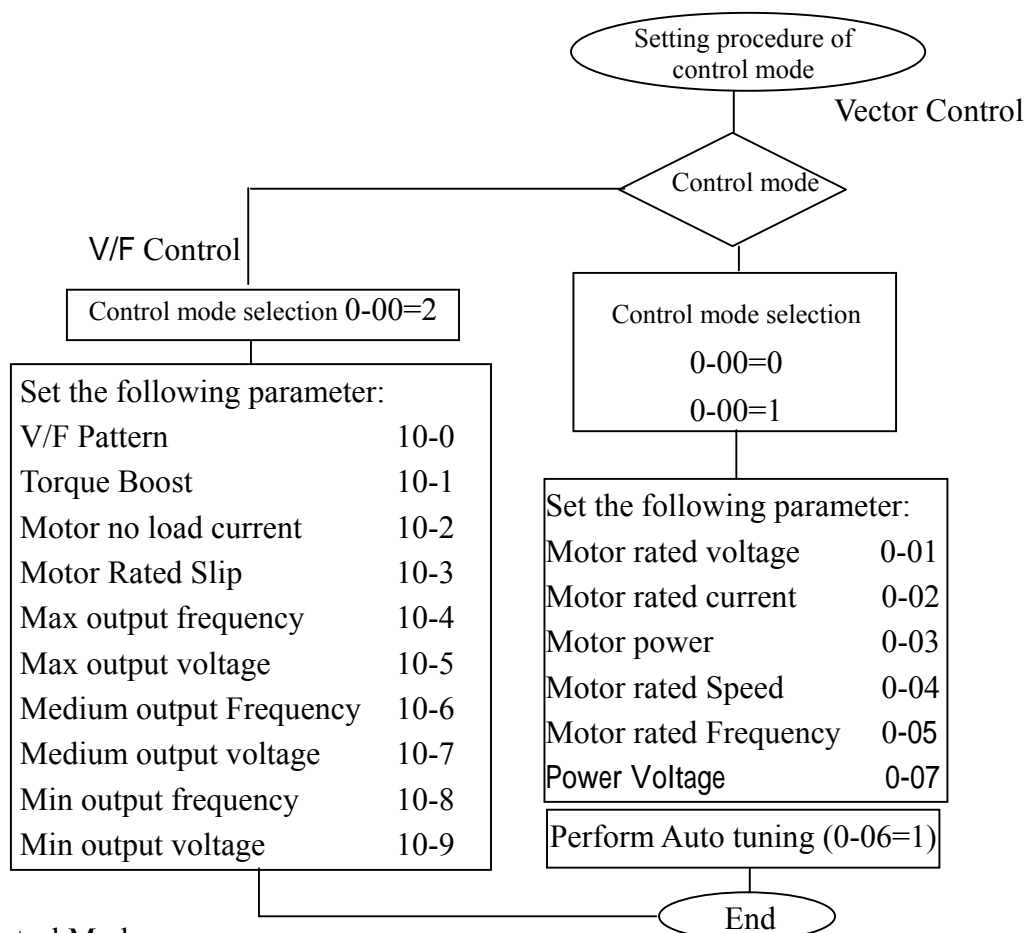 Setting procedure of
control mode
Vector Control
Control mode
V/F Control
Control mode selection 0-00=2
Control mode selection
0-00=0
0-00=1
Set the following parameter:
V/F Pattern 10-0
Torque Boost 10-1
Motor no load current 10-2
Motor Rated Slip 10-3
Max output frequency 10-4
Max output voltage 10-5
Medium output Frequency 10-6
Medium output voltage 10-7
Min output frequency 10-8
Min output voltage 10-9
Set the following parameter:
Motor rated voltage 0-01
Motor rated current 0-02
Motor power 0-03
Motor rated Speed 0-04
Motor rated Frequency 0-05
Power Voltage 0-07
Perform Auto tuning (0-06=1)
End